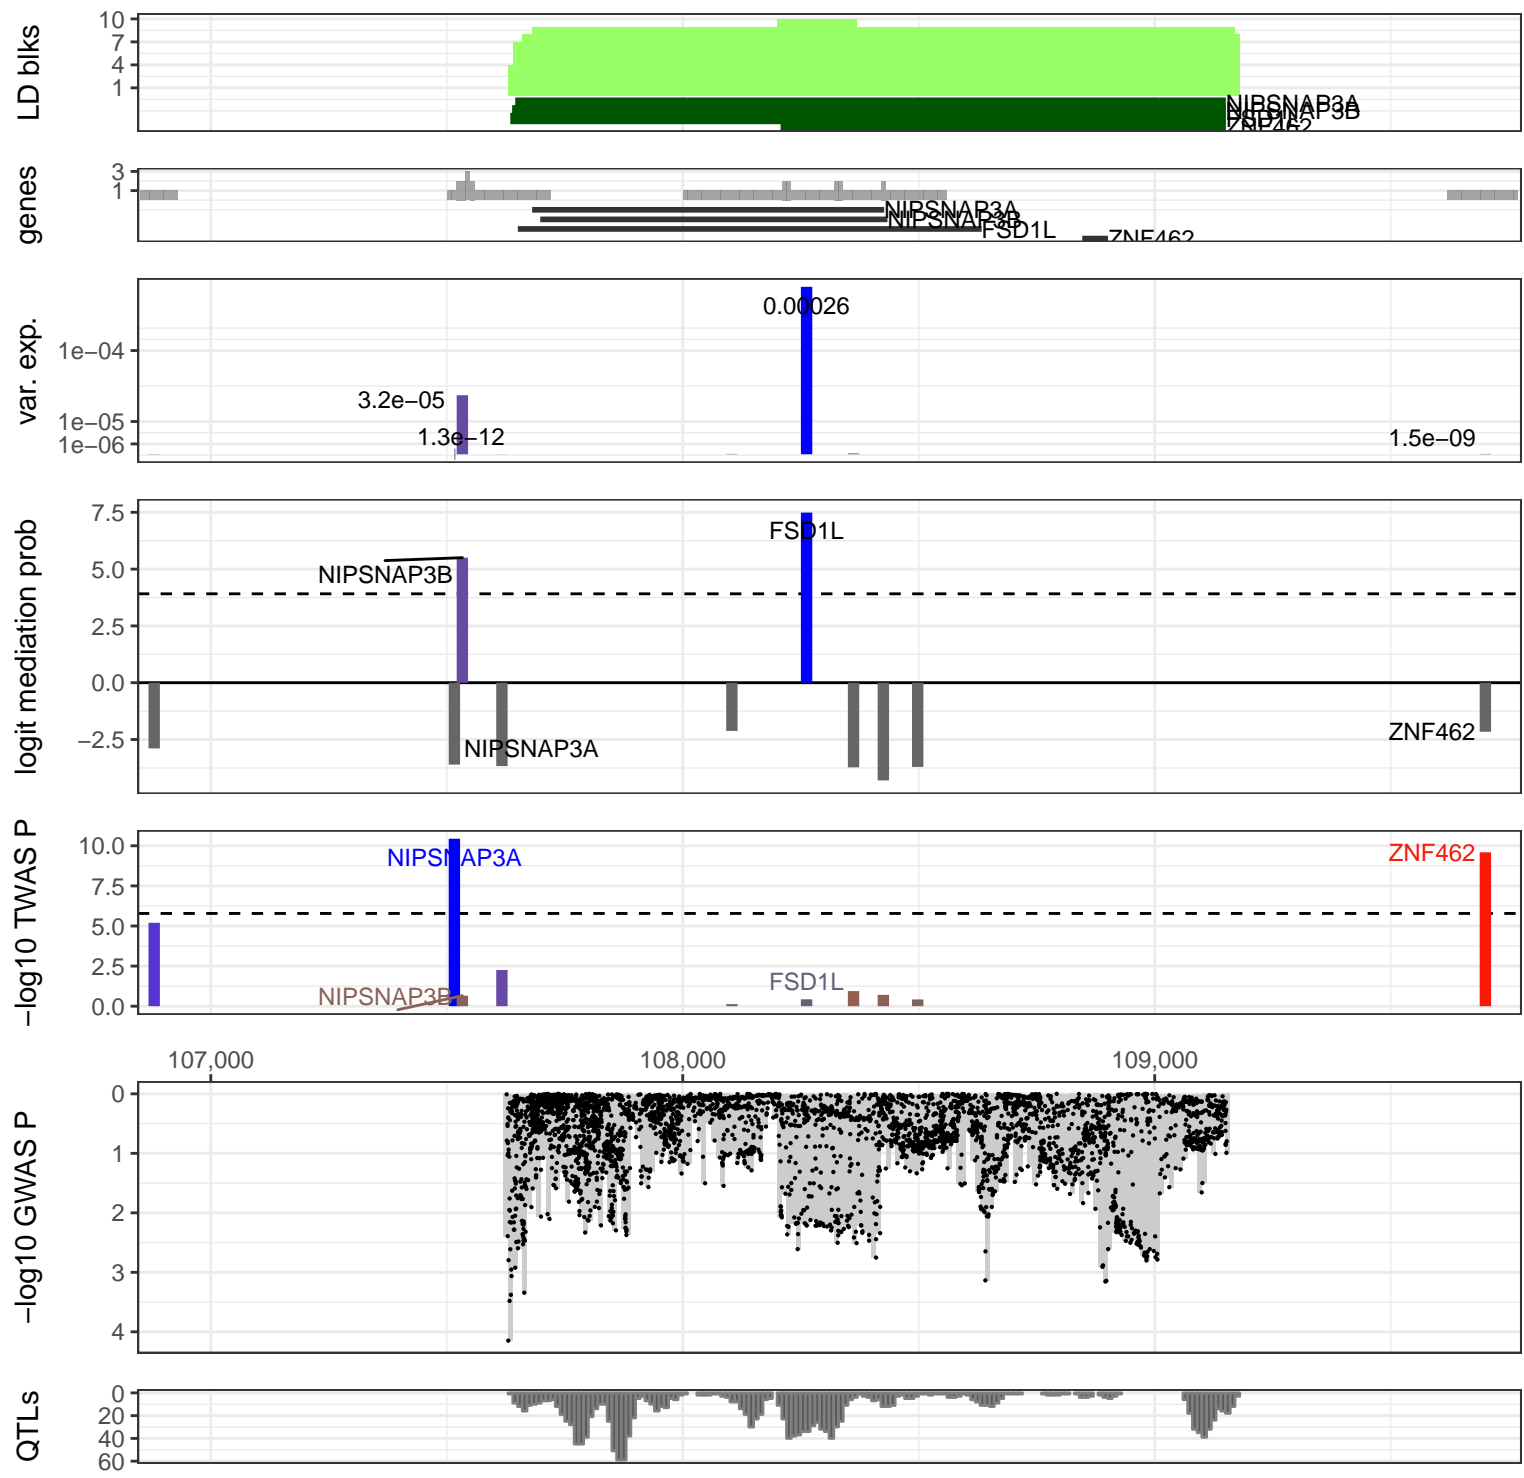 LD blks
10
7
4
1
NIPSNAP3A
NIPSNAP3B
FSD1L
ZNF462
genes
3
1
NIPSNAP3A
NIPSNAP3B
FSD1L
ZNF462
var. exp.
1e−04
1e−05
1e−06
0.00026
3.2e−05
1.3e−12
1.5e−09
logit mediation prob
7.5
5.0
2.5
0.0
−2.5
FSD1L
NIPSNAP3B
NIPSNAP3A
ZNF462
−log10 TWAS P
10.0
7.5
5.0
2.5
0.0
NIPSNAP3A
ZNF462
NIPSNAP3B
FSD1L
107,000 108,000 109,000
−log10 GWAS P
0
1
2
3
4
QTLs
0
20
40
60